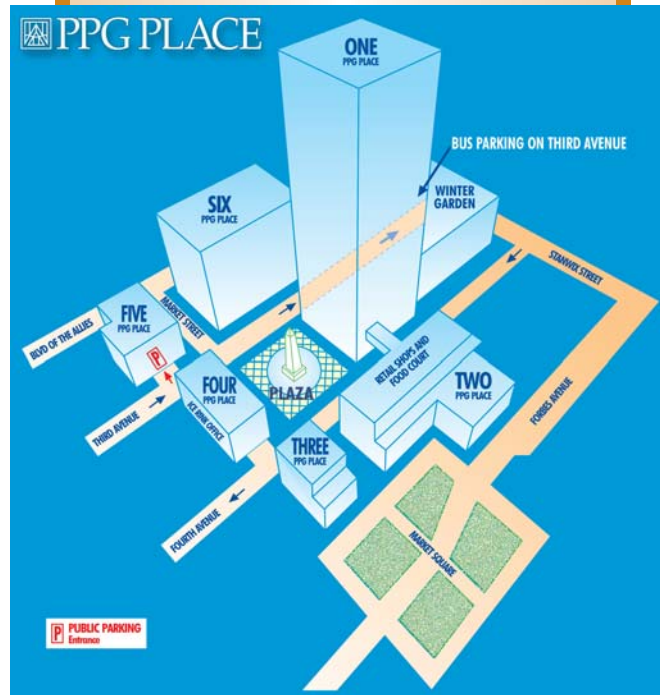 PPG PLACE
ONE
PPG PLACE
BUS PARKING ON THIRD AVENUE
WINTER
GARDEN
SIX
PPG PLACE
STANWIX STREET
MARKET STREET
FIVE
PPG PLACE
BLVD OF THE ALLIES
P
RETAIL SHOPS AND
FOOD COURT
FOUR
PPG PLACE
ICE RINK OFFICE
PLAZA
TWO
PPG PLACE
FORBES AVENUE
THIRD AVENUE
THREE
PPG PLACE
FOURTH AVENUE
MARKET SQUARE
P PUBLIC PARKING
Entrance